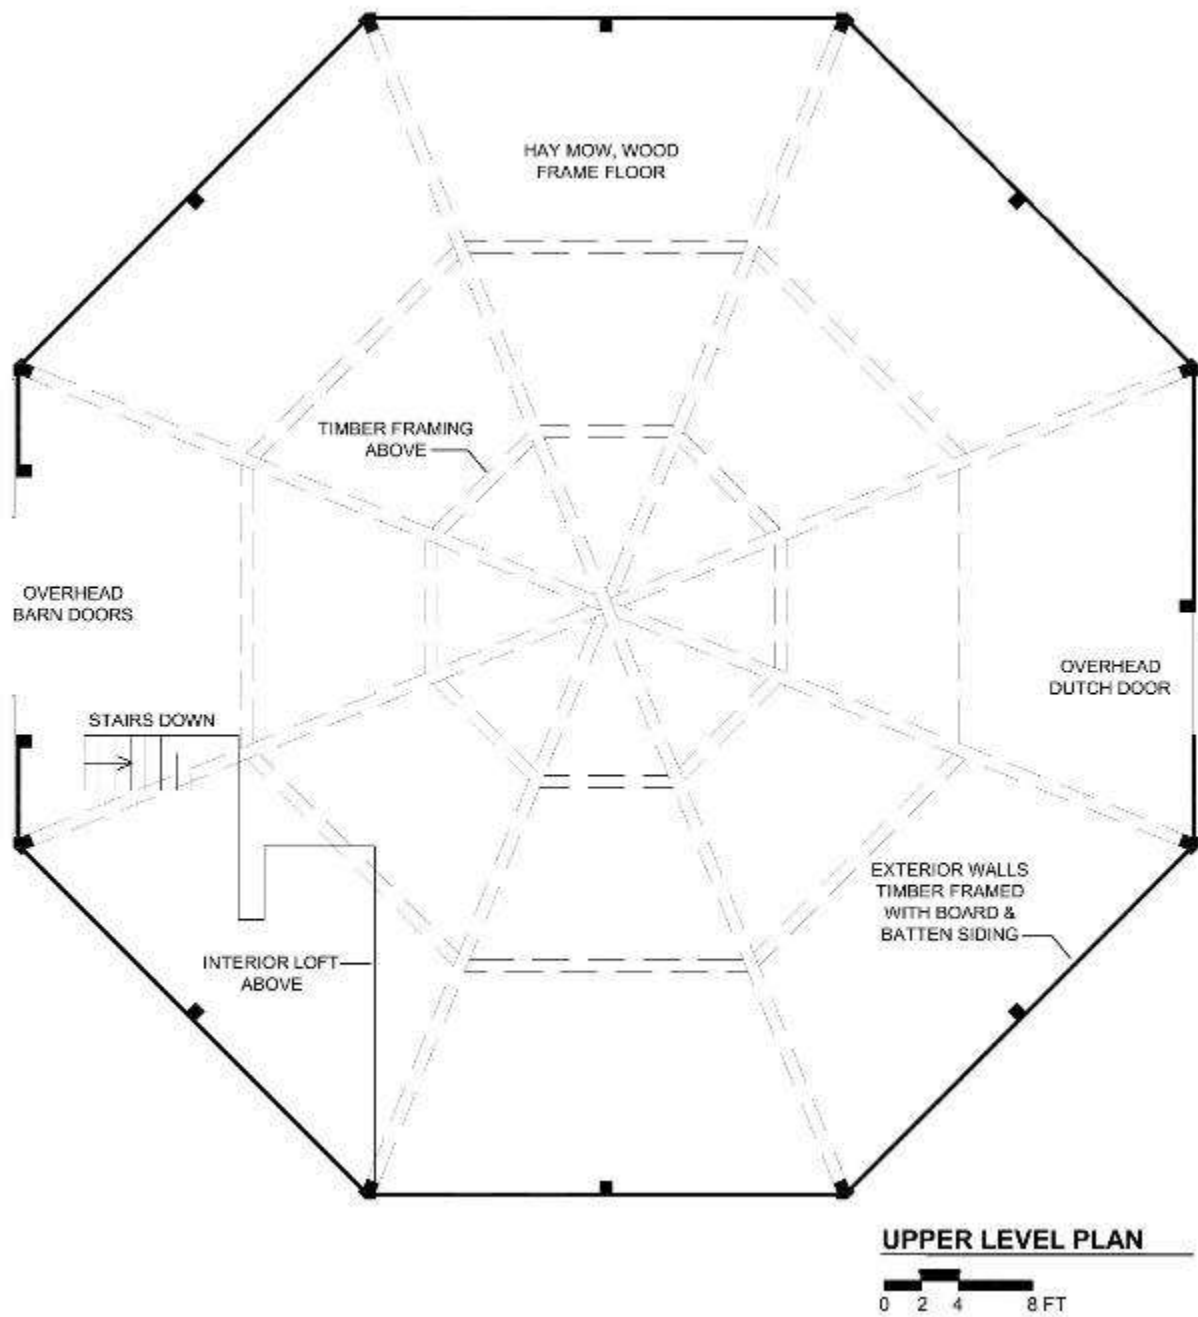 HAY MOW, WOOD
FRAME FLOOR
TIMBER FRAMING
ABOVE
OVERHEAD
BARN DOORS
OVERHEAD
DUTCH DOOR
STAIRS DOWN
EXTERIOR WALLS
TIMBER FRAMED
WITH BOARD &
BATTEN SIDING
INTERIOR LOFT
ABOVE
UPPER LEVEL PLAN
0 2 4 8 FT